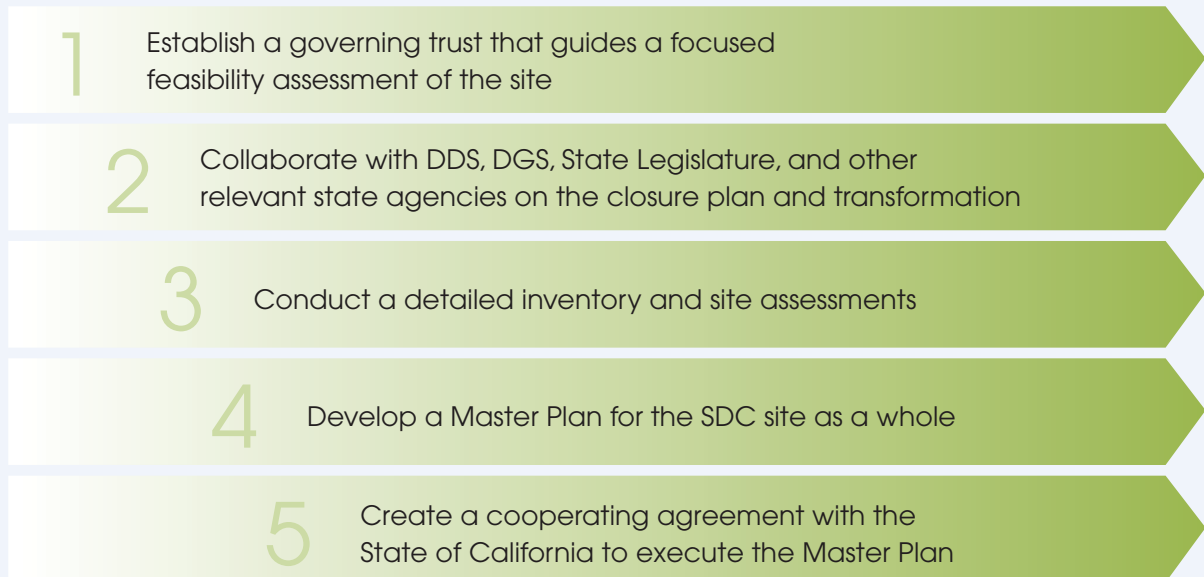 1
Establish a governing trust that guides a focused
feasibility assessment of the site
2
Collaborate with DDS, DGS, State Legislature, and other
relevant state agencies on the closure plan and transformation
3
Conduct a detailed inventory and site assessments
4
Develop a Master Plan for the SDC site as a whole
5
Create a cooperating agreement with the
State of California to execute the Master Plan